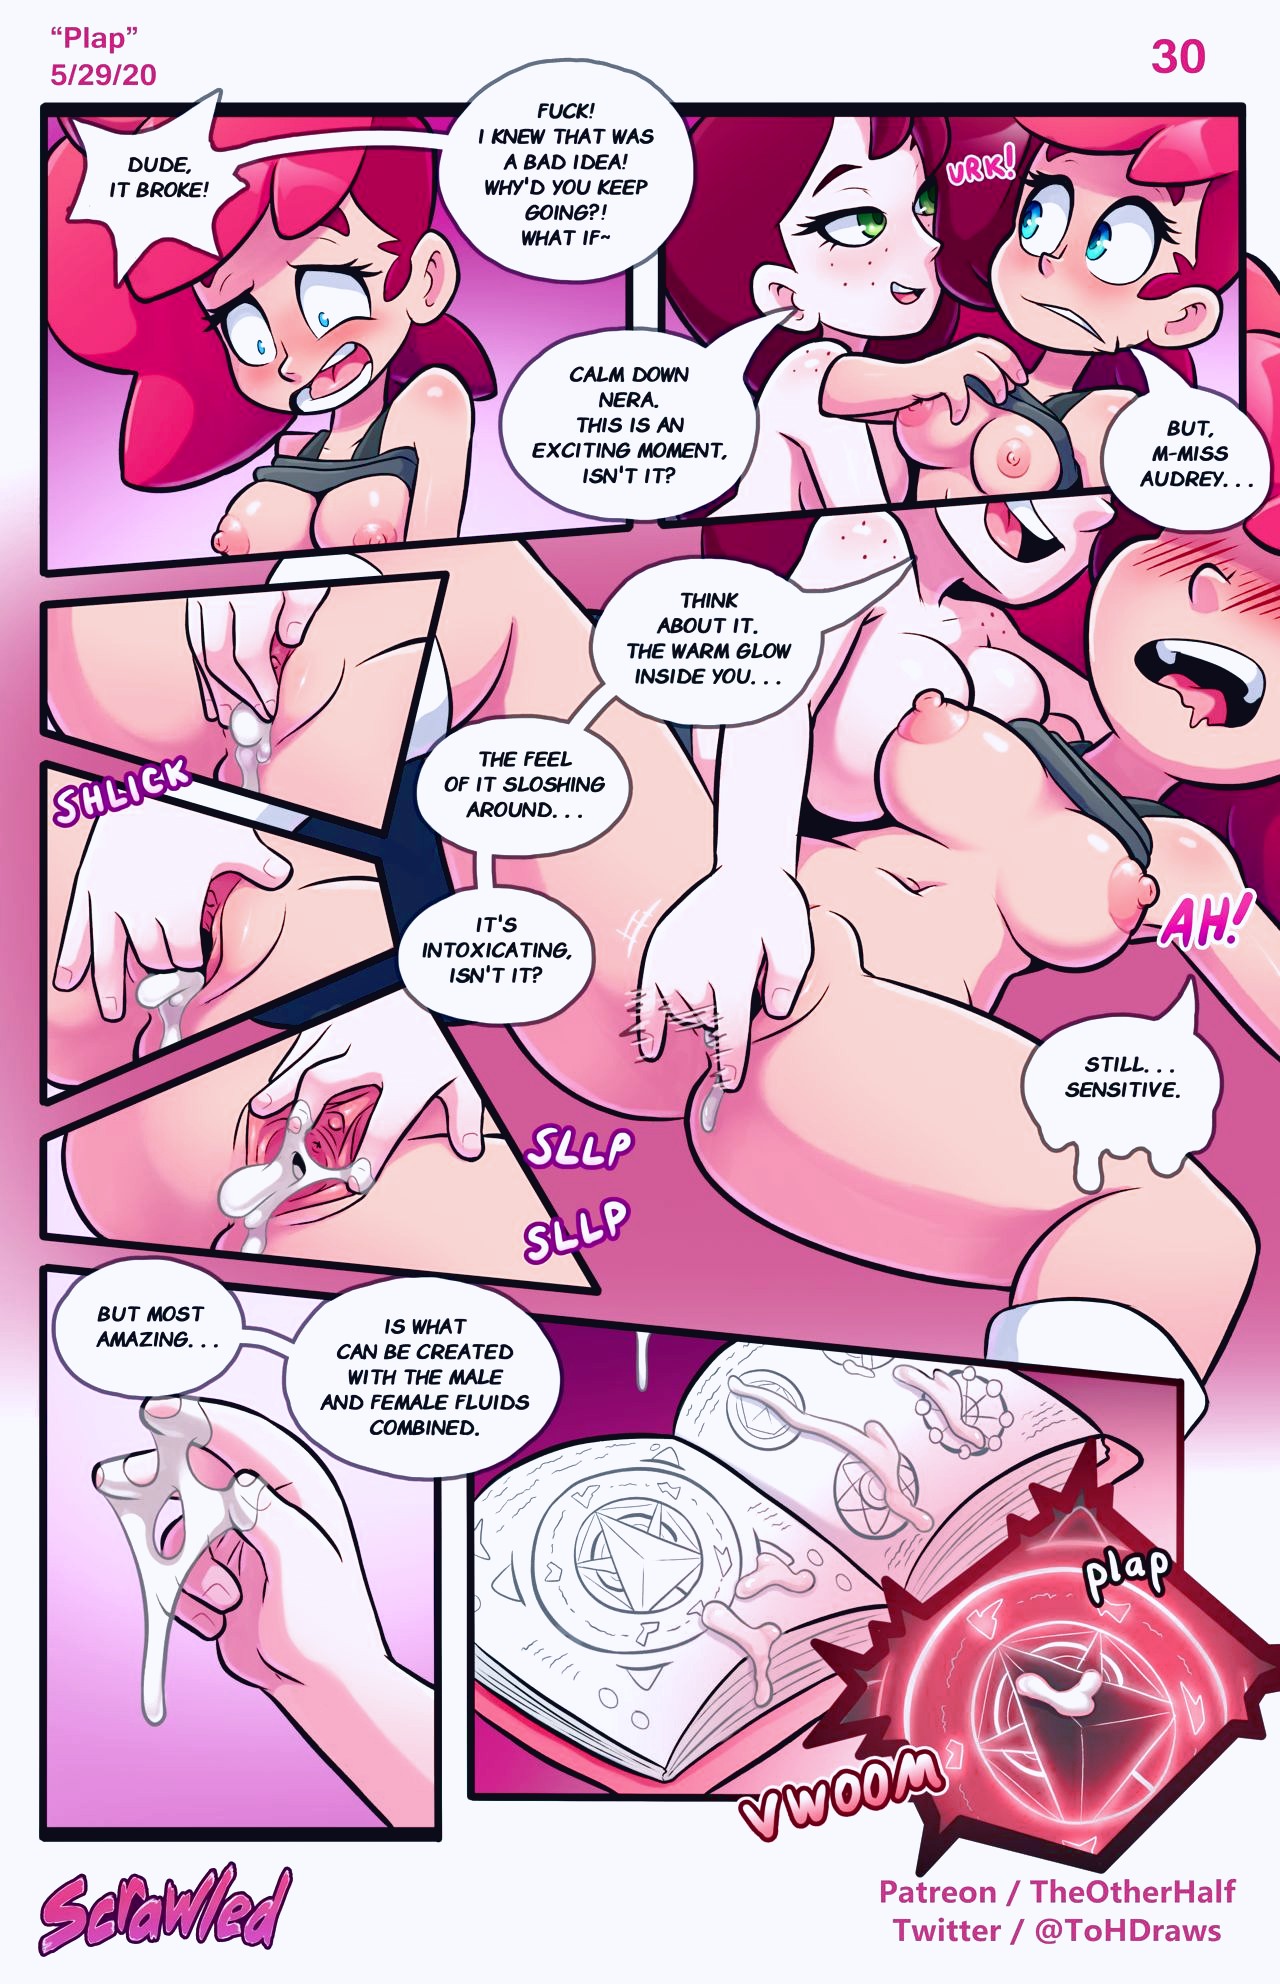 “Plap”
5/29/20
30
DUDE,
IT BROKE!
FUCK!
I KNEW THAT WAS
A BAD IDEA!
WHY'D YOU KEEP
GOING?!
WHAT IF~
URK!
CALM DOWN
NERA.
THIS IS AN
EXCITING MOMENT,
ISN'T IT?
BUT,
M-MISS
AUDREY...
THINK
ABOUT IT.
THE WARM GLOW
INSIDE YOU...
THE FEEL
OF IT SLOSHING
AROUND...
IT'S
INTOXICATING,
ISN'T IT?
AH!
STILL...
SENSITIVE.
SHLICK
SLLP
SLLP
BUT MOST
AMAZING...
IS WHAT
CAN BE CREATED
WITH THE MALE
AND FEMALE FLUIDS
COMBINED.
plap
VWOOM
Scrawled
Patreon / TheOtherHalf
Twitter / @ToHDraws